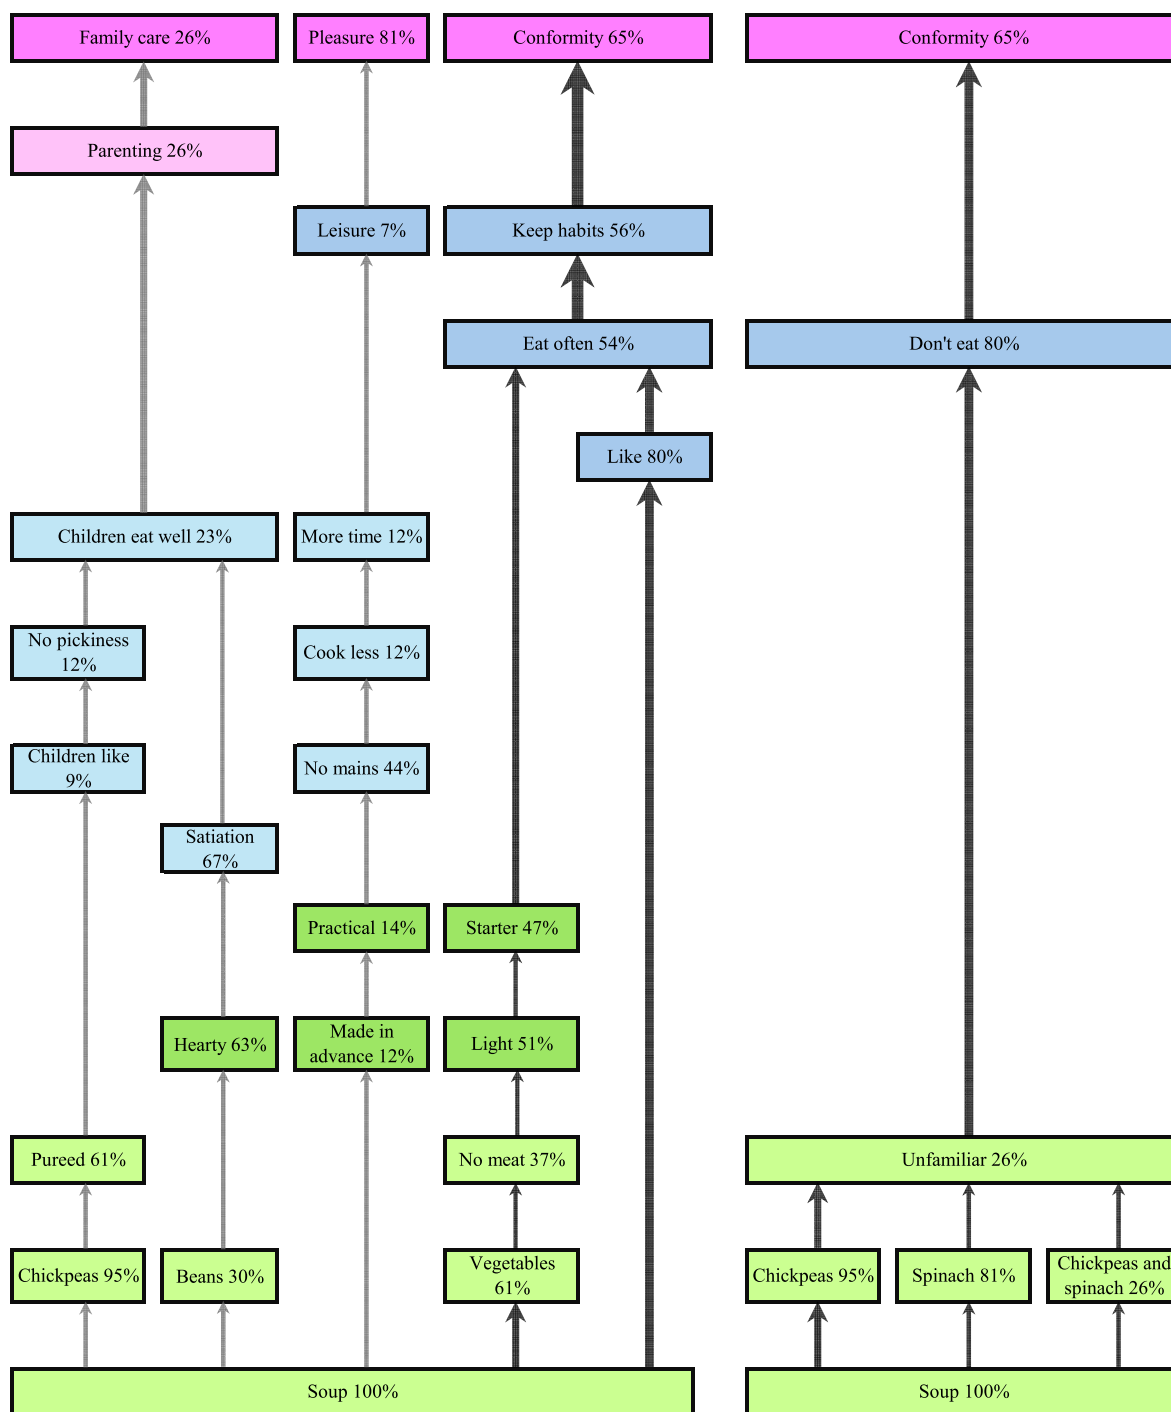 Family care 26%
Pleasure 81%
Conformity 65%
Conformity 65%
Parenting 26%
Leisure 7%
Keep habits 56%
Eat often 54%
Don't eat 80%
Like 80%
Children eat well 23%
More time 12%
No pickiness
12%
Cook less 12%
Children like
9%
No mains 44%
Satiation
67%
Practical 14%
Starter 47%
Hearty 63%
Made in
advance 12%
Light 51%
Pureed 61%
No meat 37%
Unfamiliar 26%
Chickpeas 95%
Beans 30%
Vegetables
61%
Chickpeas 95%
Spinach 81%
Chickpeas and
spinach 26%
Soup 100%
Soup 100%